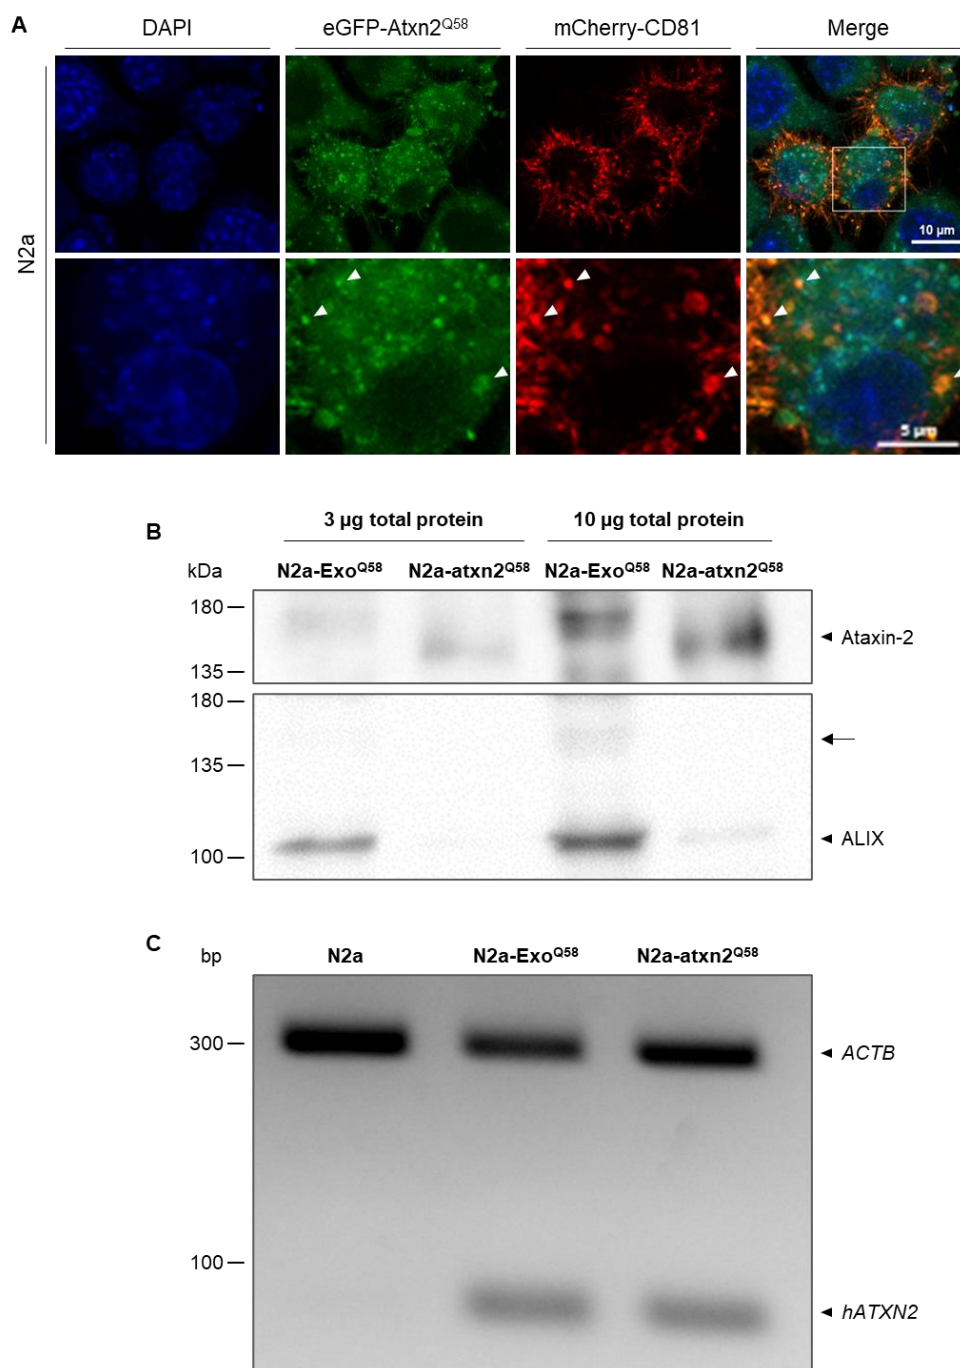 A
DAPI eGFP-Atxn2Q58 mCherry-CD81 Merge
N2a
10 µm
5 µm
B
3 µg total protein 10 µg total protein
kDa N2a-ExoQ58 N2a-atxn2Q58 N2a-ExoQ58 N2a-atxn2Q58
180
Ataxin-2
135
180
135
ALIX
100
C
bp N2a N2a-ExoQ58 N2a-atxn2Q58
300
ACTB
100
hATXN2